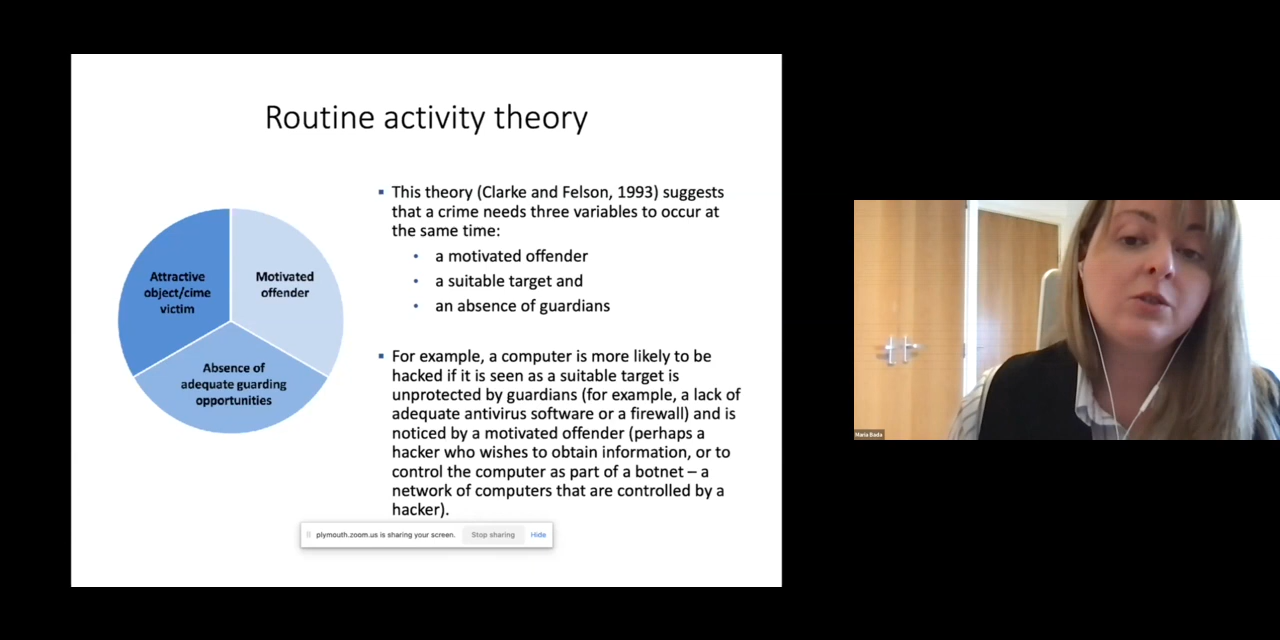 Routine activity theory
Attractive
object/cime
victim
Motivated
offender
Absence of
adequate guarding
opportunities
This theory (Clarke and Felson, 1993) suggests
that a crime needs three variables to occur at
the same time:
a motivated offender
a suitable target and
an absence of guardians
For example, a computer is more likely to be
hacked if it is seen as a suitable target is
unprotected by guardians (for example, a lack of
adequate antivirus software or a firewall) and is
noticed by a motivated offender (perhaps a
hacker who wishes to obtain information, or to
control the computer as part of a botnet – a
network of computers that are controlled by a
hacker).
plymouth.zoom.us is sharing your screen. Stop sharing Hide
Maria Bada